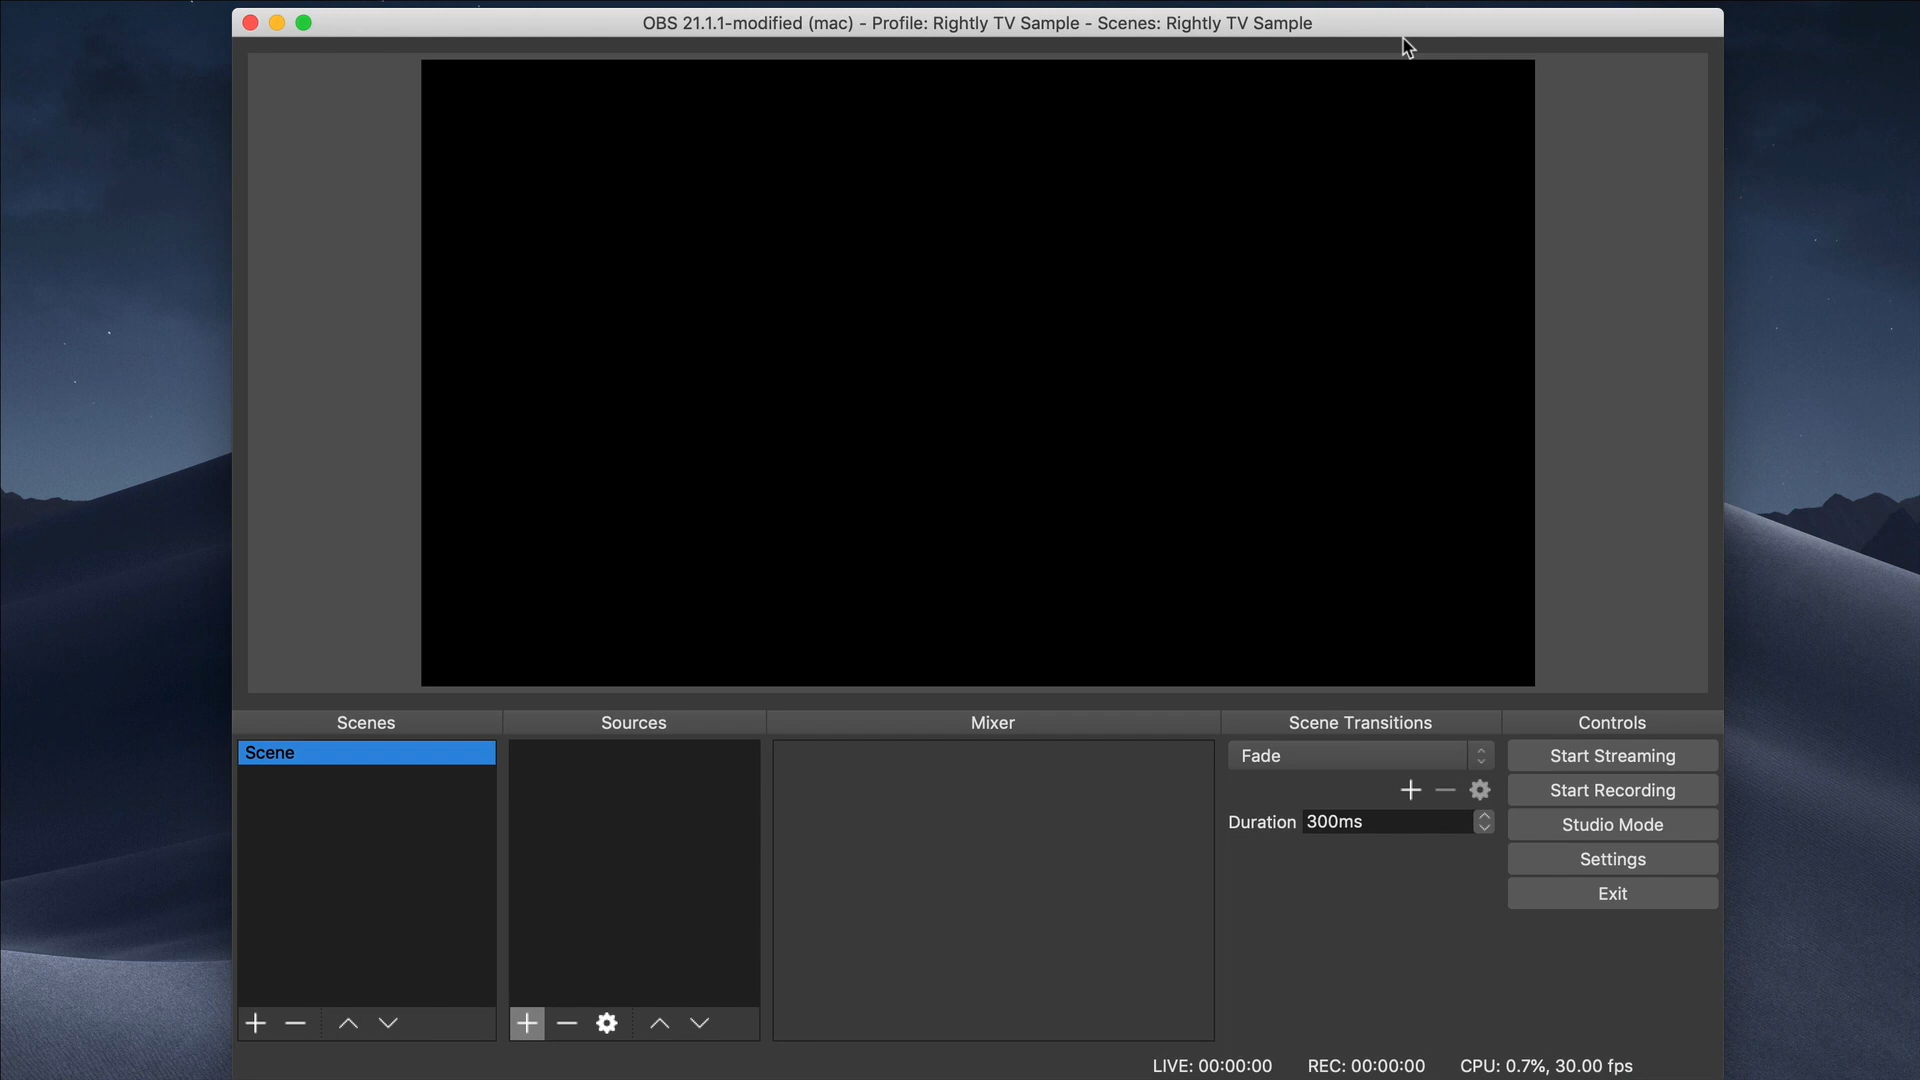 OBS 21.1.1-modified (mac) - Profile: Rightly TV Sample - Scenes: Rightly TV Sample
Scenes
Sources
Mixer
Scene Transitions
Controls
Scene
Fade
Start Streaming
Start Recording
Duration 300ms
Studio Mode
Settings
Exit
LIVE: 00:00:00 REC: 00:00:00 CPU: 0.7%, 30.00 fps